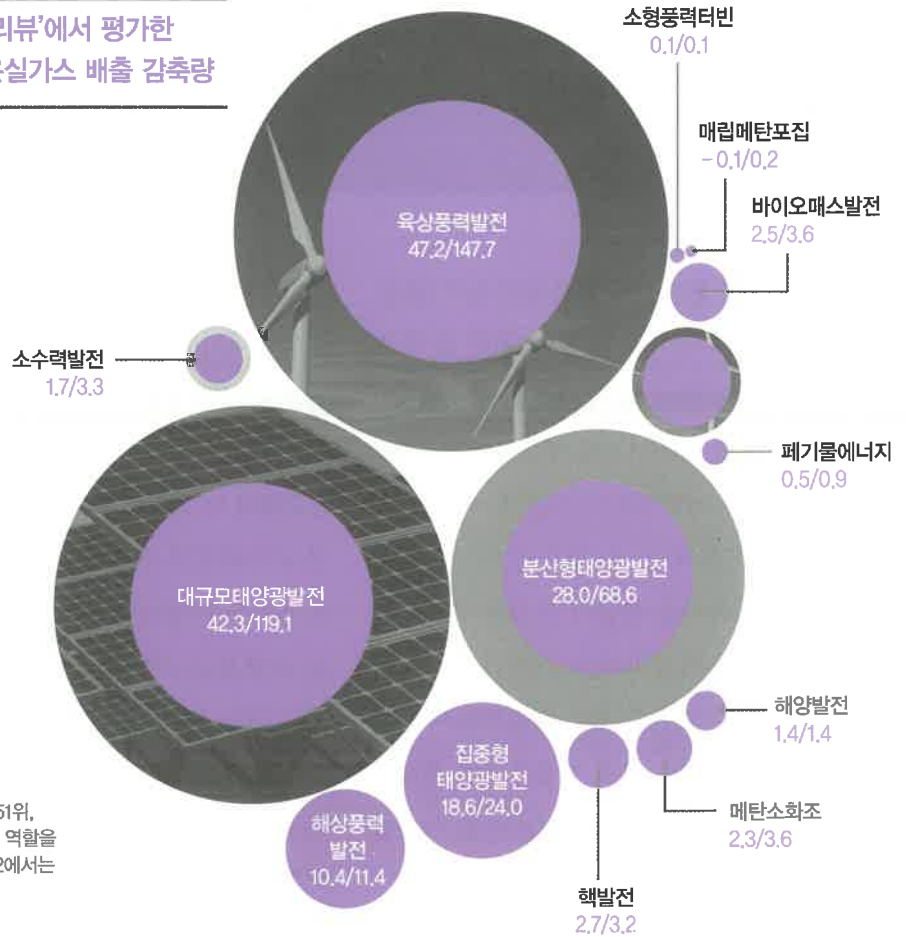 리뷰’에서 평가한
온실가스 배출 감축량
소형풍력터빈
0.1/0.1
매립메탄포집
-0.1/0.2
바이오매스발전
2.5/3.6
육상풍력발전
47.2/147.7
소수력발전
1.7/3.3
폐기물에너지
0.5/0.9
대규모태양광발전
42.3/119.1
분산형태양광발전
28.0/68.6
해양발전
1.4/1.4
집중형
태양광발전
18.6/24.0
메탄소화조
2.3/3.6
해상풍력
발전
10.4/11.4
핵발전
2.7/3.2
51위,
역할을
2에서는